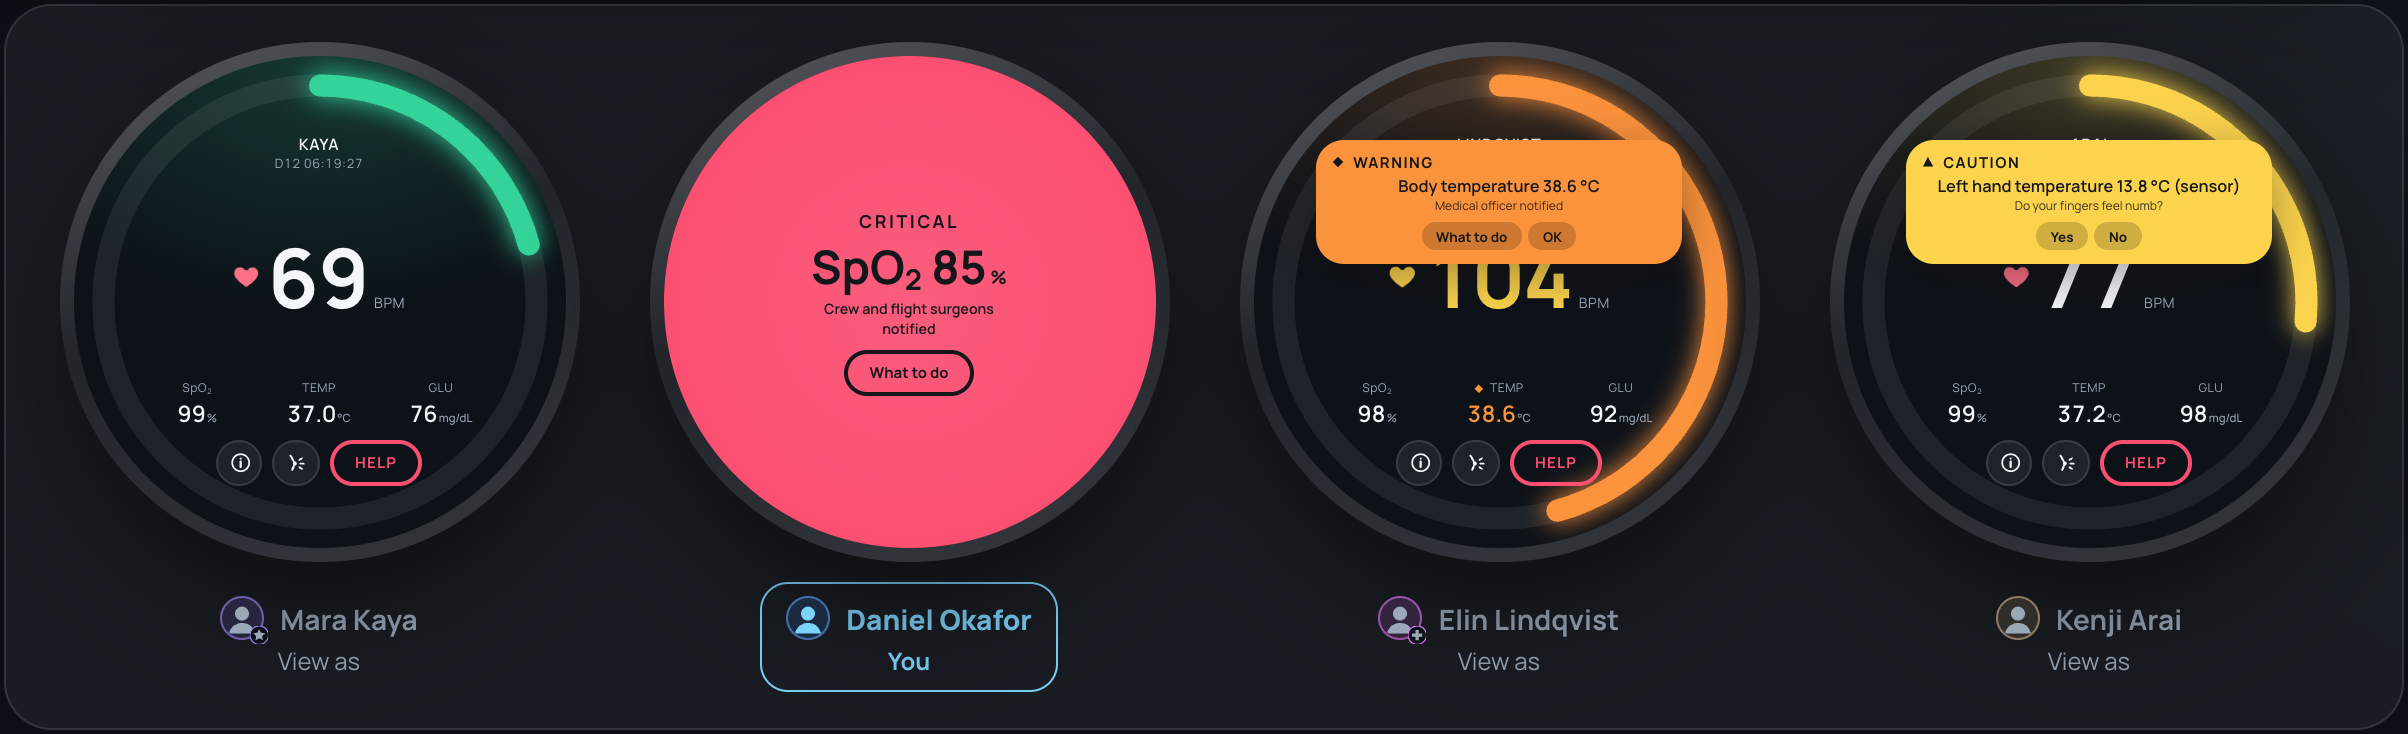 KAYA
D12 06:19:27
69 BPM
SpO₂ TEMP GLU
99% 37.0°C 76mg/dL
HELP
Mara Kaya
View as
CRITICAL
SpO₂ 85%
Crew and flight surgeons
notified
What to do
Daniel Okafor
You
WARNING
Body temperature 38.6 °C
Medical officer notified
What to do OK
104 BPM
SpO₂ TEMP GLU
98% 38.6°C 92mg/dL
HELP
Elin Lindqvist
View as
CAUTION
Left hand temperature 13.8 °C (sensor)
Do your fingers feel numb?
Yes No
77 BPM
SpO₂ TEMP GLU
99% 37.2°C 98mg/dL
HELP
Kenji Arai
View as